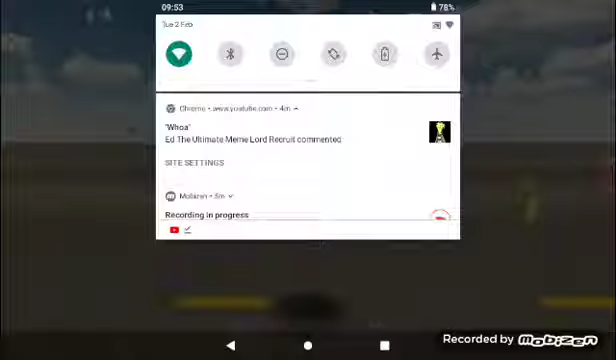 09:53
78%
Tue 2 Feb
Chrome • www.youtube.com • 4m
"Whoa"
Ed The Ultimate Meme Lord Recruit commented
SITE SETTINGS
Mobizen • 5m
Recording in progress
Recorded by Mobizen